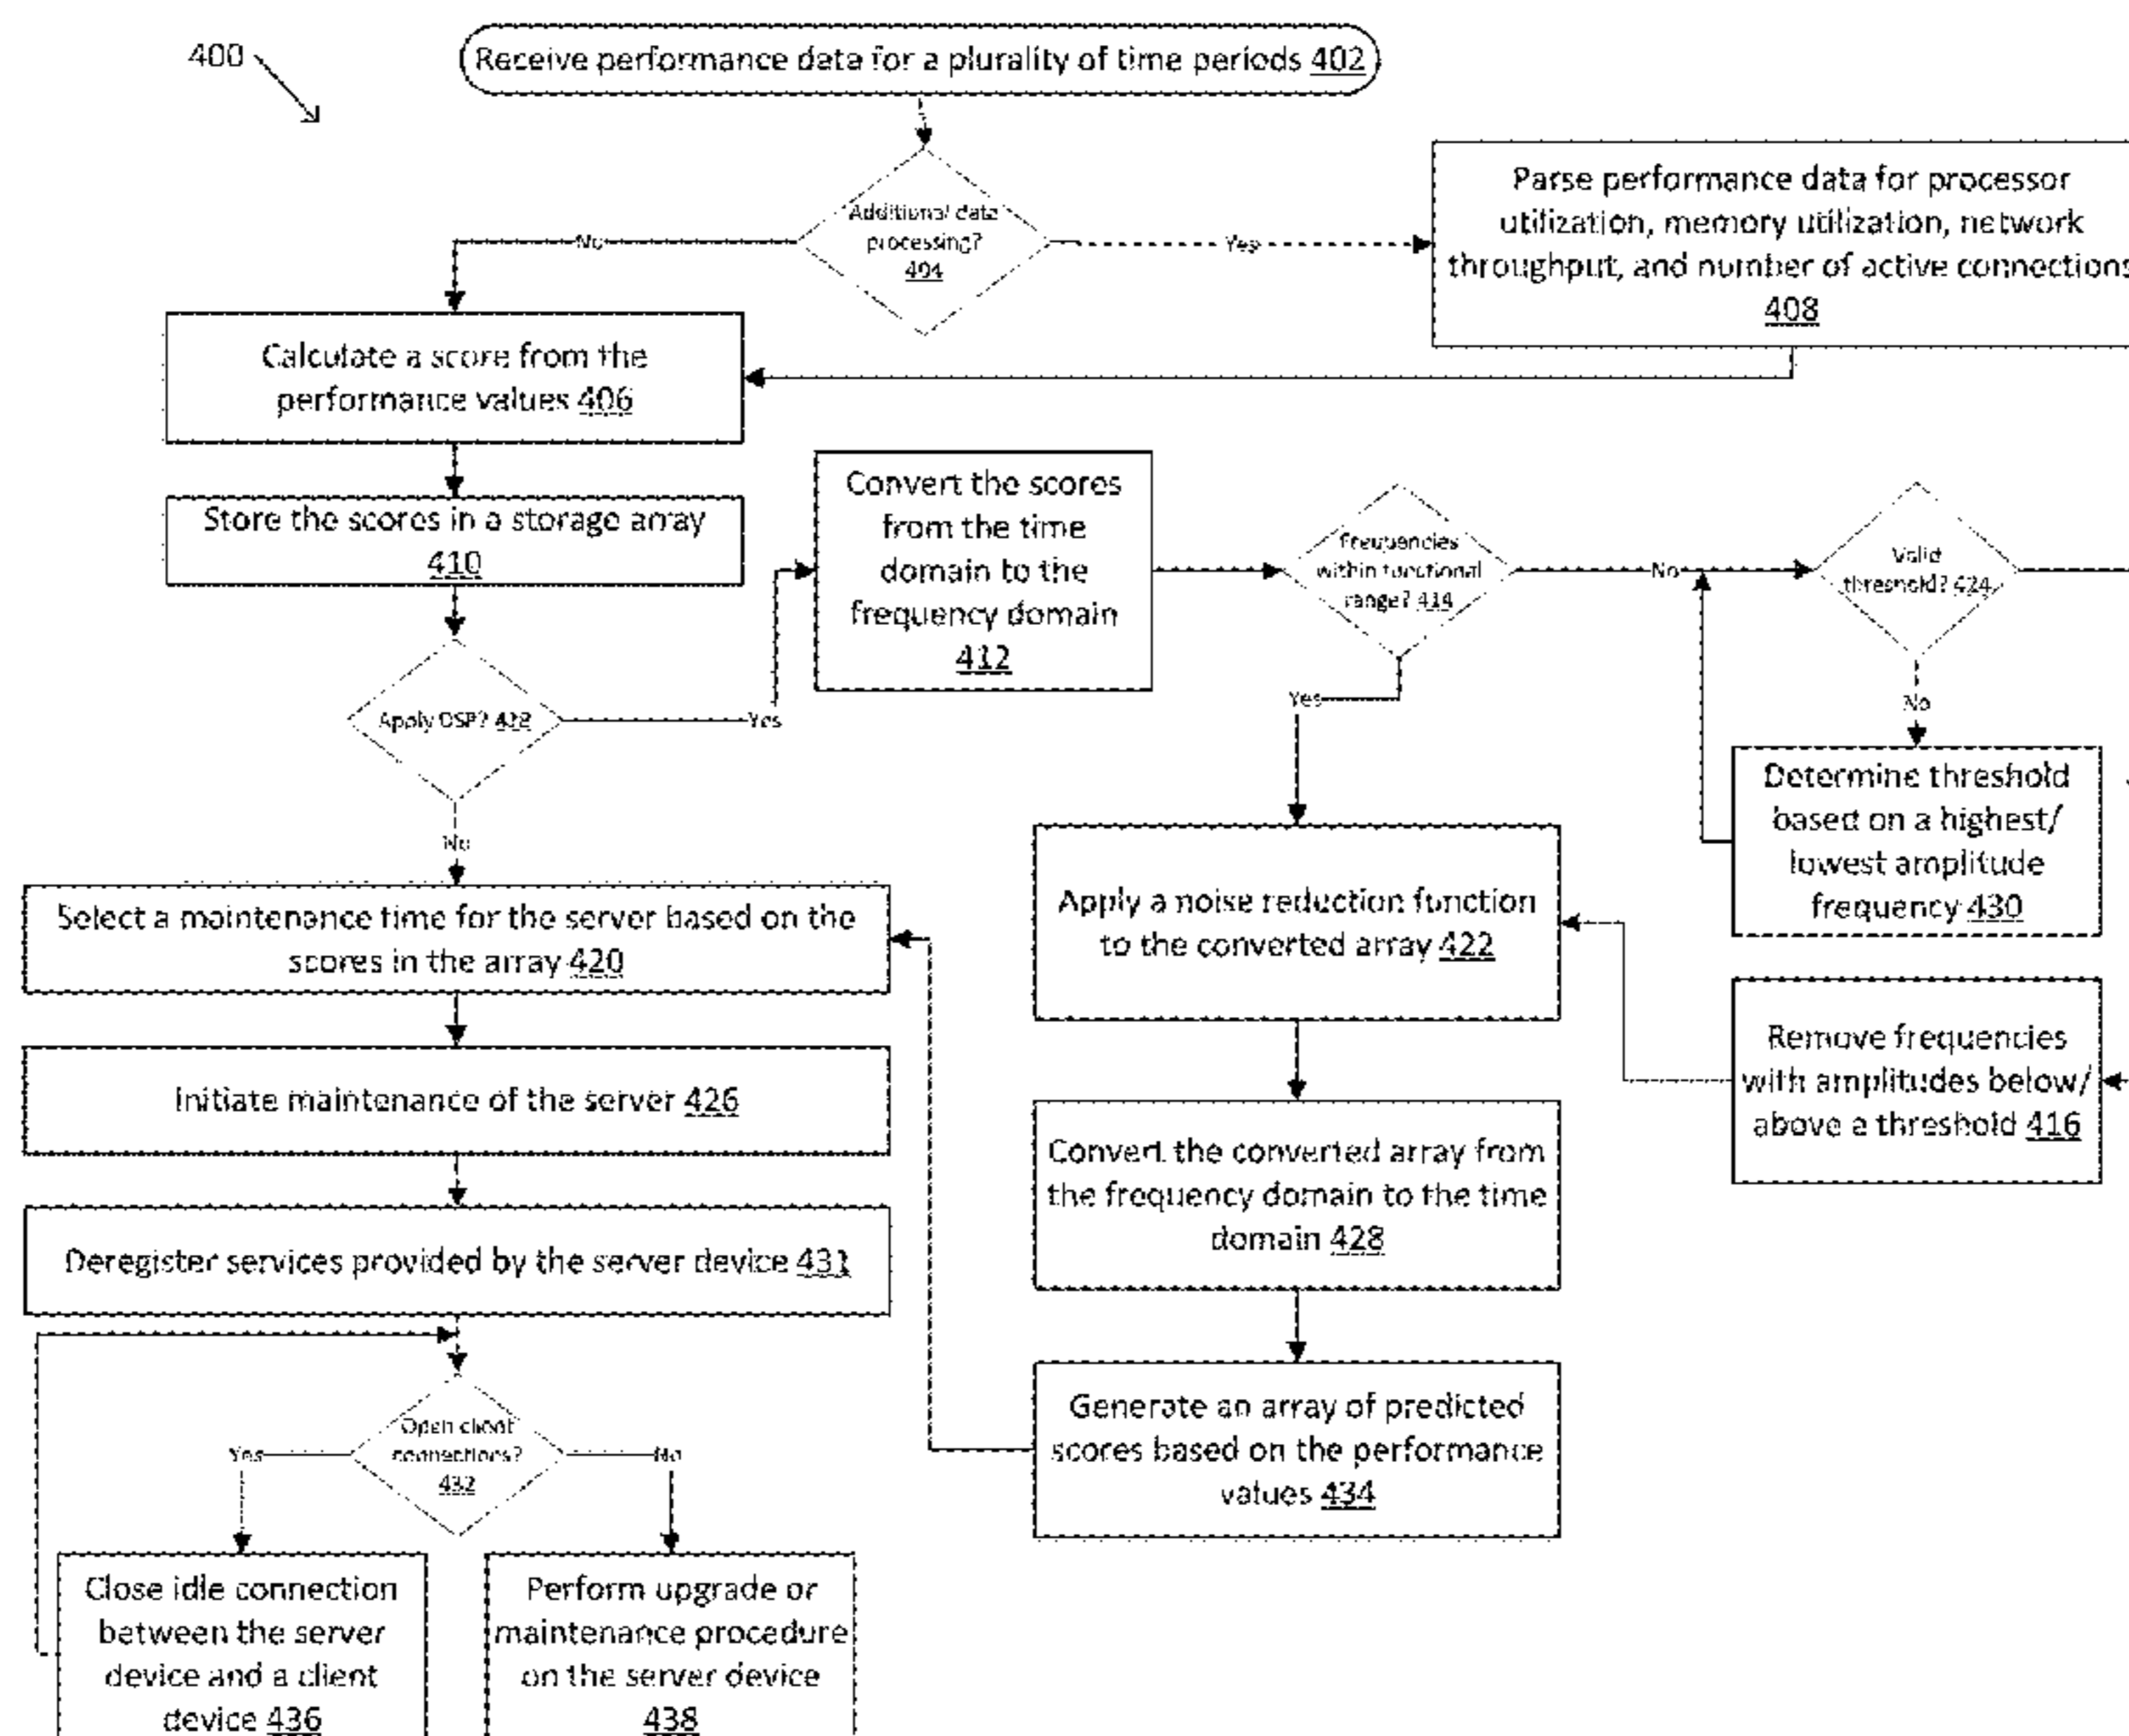 400
Receive performance data for a plurality of time periods 402
Additional data
processing?
404
No
Yes
Parse performance data for processor
utilization, memory utilization, network
throughput, and number of active connections
408
Calculate a score from the
performance values 406
Store the scores in a storage array
410
Convert the scores
from the time
domain to the
frequency domain
412
Frequencies
within functional
range? 414
No
Valid
threshold? 424
Apply DSP?
Yes
Yes
No
No
Determine threshold
based on a highest/
lowest amplitude
frequency 430
Select a maintenance time for the server based on the
scores in the array 420
Apply a noise reduction function
to the converted array 422
Remove frequencies
with amplitudes below/
above a threshold 416
Initiate maintenance of the server 426
Convert the converted array from
the frequency domain to the time
domain 428
Deregister services provided by the server device 431
Open client
connections?
432
Yes
No
Generate an array of predicted
scores based on the performance
values 434
Close idle connection
between the server
device and a client
device 436
Perform upgrade or
maintenance procedure
on the server device
438